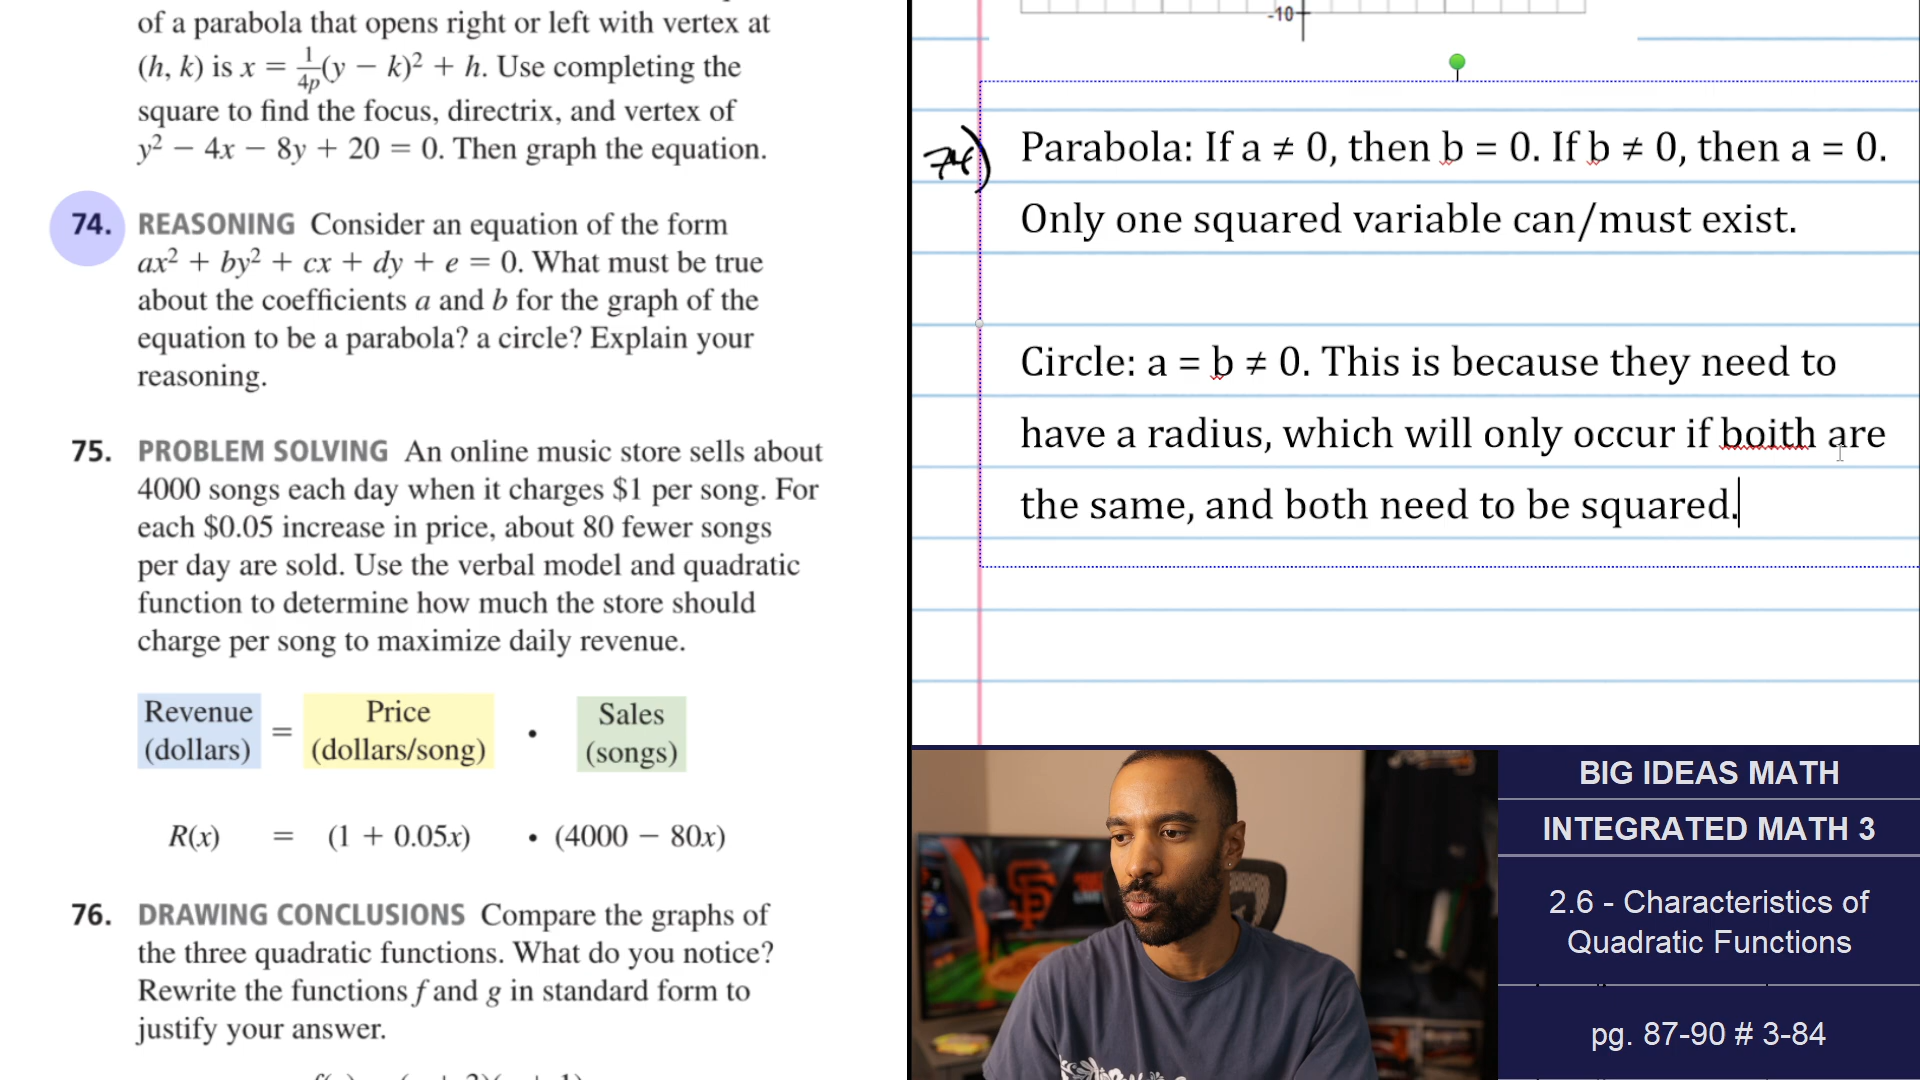 of a parabola that opens right or left with vertex at
(h, k) is x = 1/4p(y − k)² + h. Use completing the
square to find the focus, directrix, and vertex of
y² − 4x − 8y + 20 = 0. Then graph the equation.
74. REASONING Consider an equation of the form
ax² + by² + cx + dy + e = 0. What must be true
about the coefficients a and b for the graph of the
equation to be a parabola? a circle? Explain your
reasoning.
75. PROBLEM SOLVING An online music store sells about
4000 songs each day when it charges $1 per song. For
each $0.05 increase in price, about 80 fewer songs
per day are sold. Use the verbal model and quadratic
function to determine how much the store should
charge per song to maximize daily revenue.
Revenue (dollars) = Price (dollars/song) • Sales (songs)
R(x) = (1 + 0.05x) • (4000 − 80x)
76. DRAWING CONCLUSIONS Compare the graphs of
the three quadratic functions. What do you notice?
Rewrite the functions f and g in standard form to
justify your answer.
-10
74) Parabola: If a ≠ 0, then b = 0. If b ≠ 0, then a = 0.
Only one squared variable can/must exist.
Circle: a = b ≠ 0. This is because they need to
have a radius, which will only occur if boith are
the same, and both need to be squared.
SF
BIG IDEAS MATH
INTEGRATED MATH 3
2.6 - Characteristics of
Quadratic Functions
pg. 87-90 # 3-84